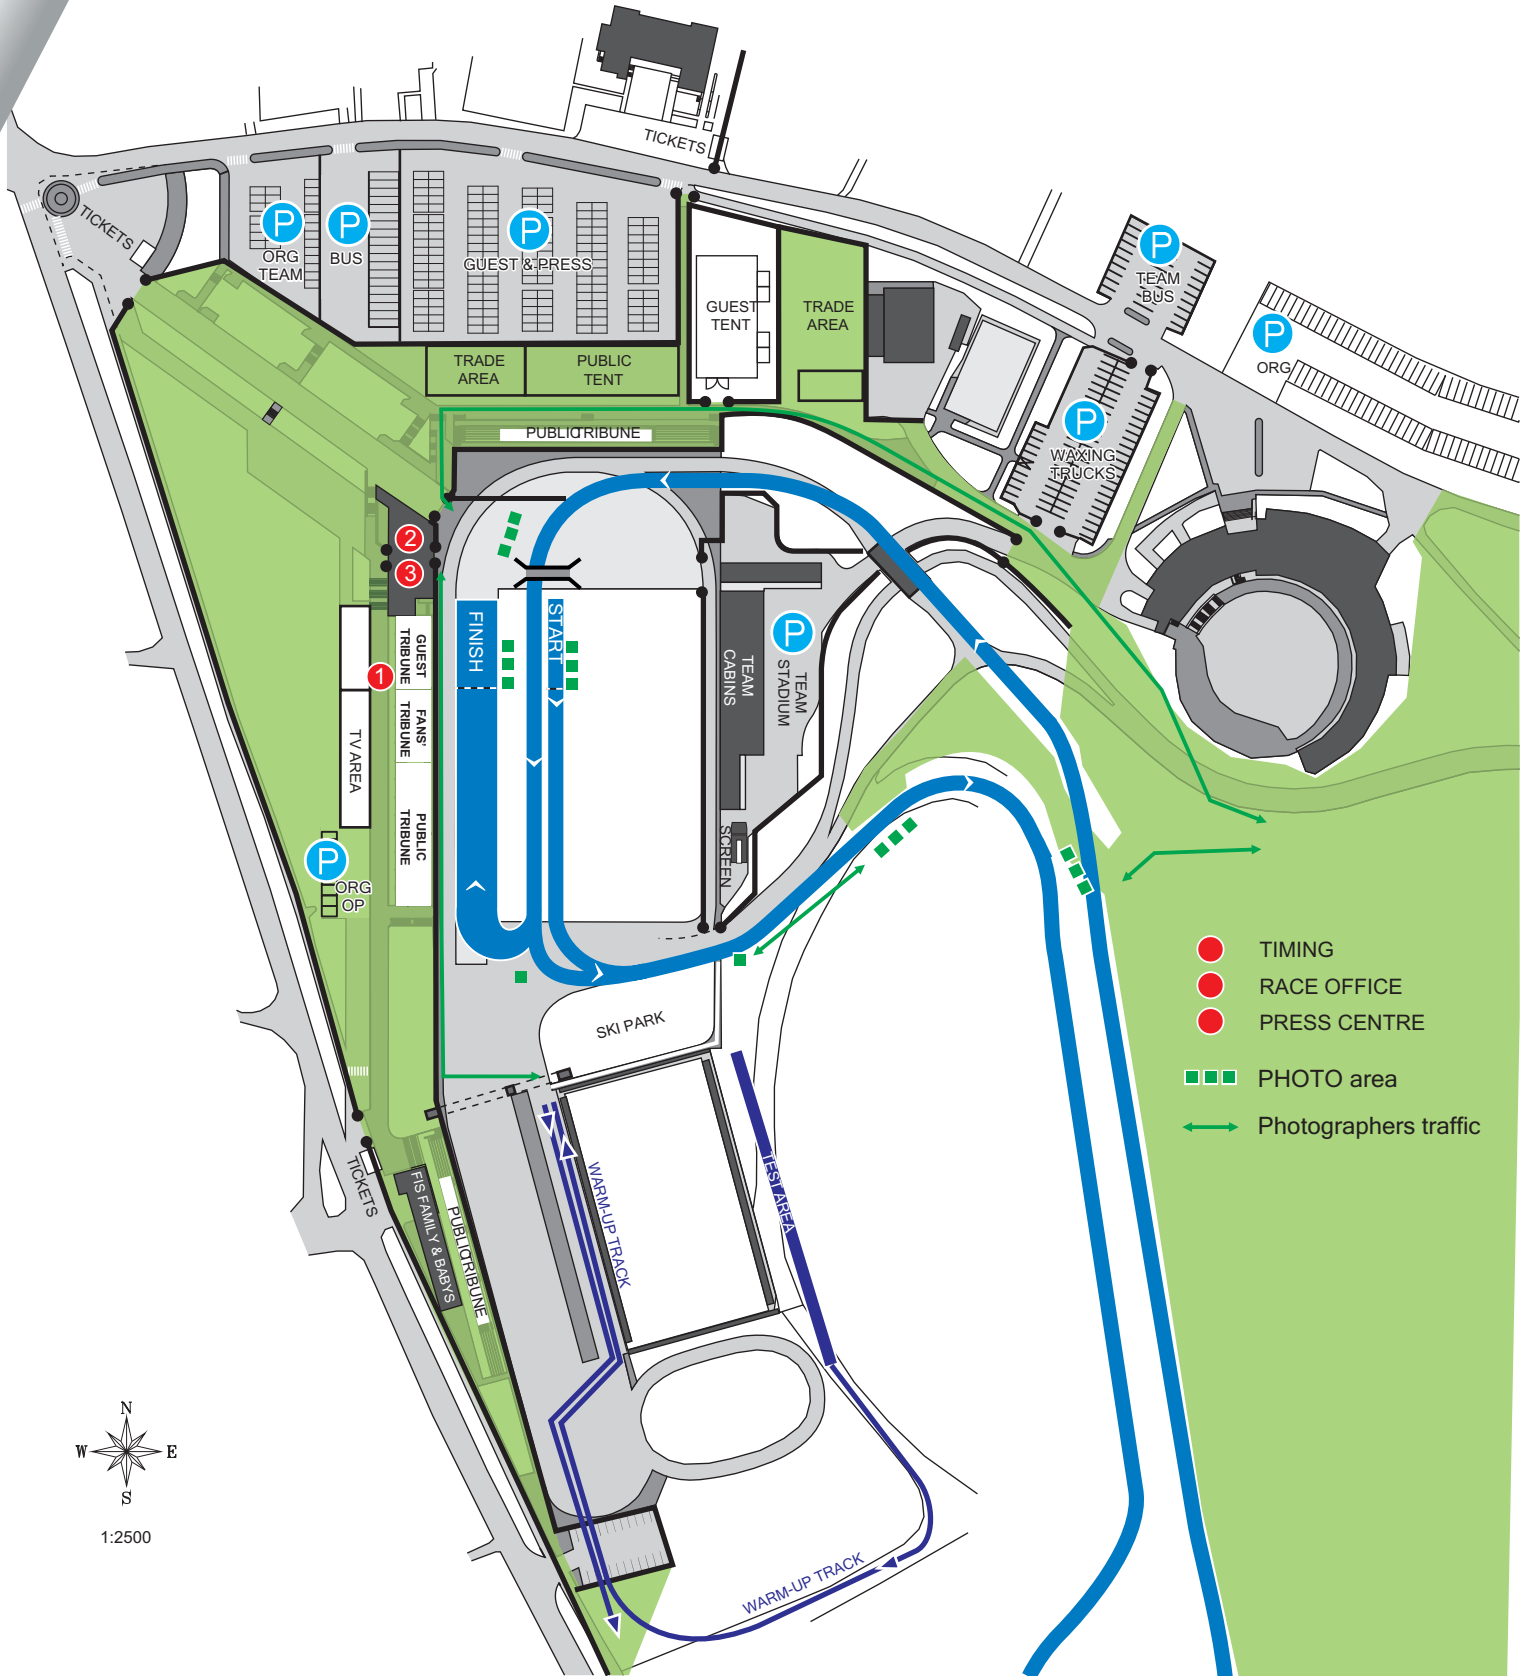 TICKETS
TICKETS
P
ORG
TEAM
P
BUS
P
GUEST & PRESS
GUEST
TENT
TRADE
AREA
P
TEAM
BUS
P
ORG
TRADE
AREA
PUBLIC
TENT
PUBLIC TRIBUNE
P
WAXING
TRUCKS
2
3
1
FINISH
START
GUEST
TRIBUNE
FANS'
TRIBUNE
PUBLIC
TRIBUNE
TV AREA
P
ORG
OP
TEAM
CABINS
P
TEAM
STADIUM
SCREEN
SKI PARK
TIMING
RACE OFFICE
PRESS CENTRE
PHOTO area
Photographers traffic
TICKETS
FIS FAMILY & BABYS
PUBLIC TRIBUNE
WARM-UP TRACK
TEST AREA
WARM-UP TRACK
N
W E
S
1:2500